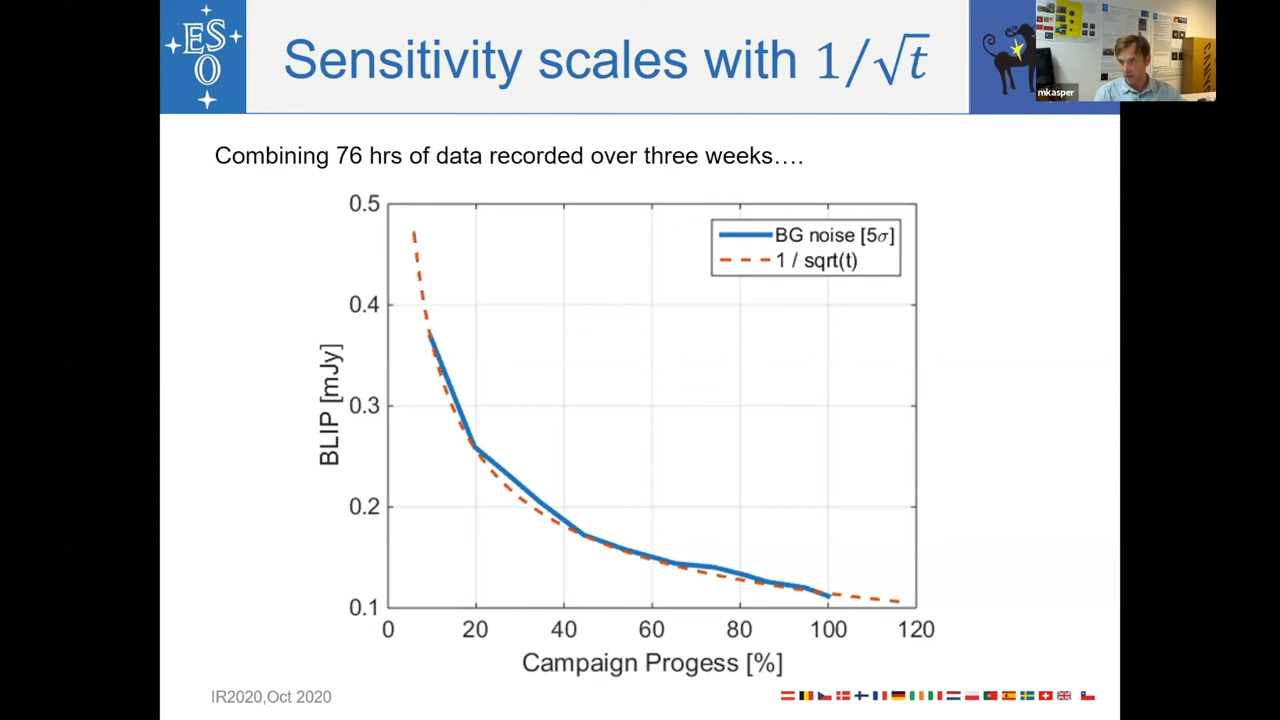 ES
O
Sensitivity scales with 1/√t
mkasper
Combining 76 hrs of data recorded over three weeks….
0.5
0.4
0.3
0.2
0.1
BLIP [mJy]
BG noise [5σ]
1 / sqrt(t)
0 20 40 60 80 100 120
Campaign Progess [%]
IR2020,Oct 2020